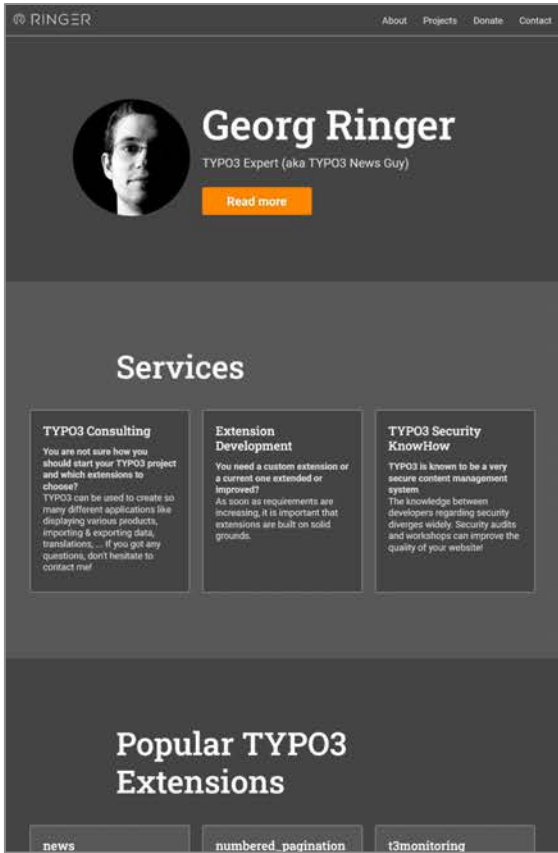 RINGER
About Projects Donate Contact
Georg Ringer
TYPO3 Expert (aka TYPO3 News Guy)
Read more
Services
TYPO3 Consulting
You are not sure how you
should start your TYPO3 project
and which extensions to
choose?
TYPO3 can be used to create so
many different applications like
displaying various products,
importing & exporting data,
translations, ... If you got any
questions, don't hesitate to
contact me!
Extension
Development
You need a custom extension or
a current one extended or
improved?
As soon as requirements are
increasing, it is important that
extensions are built on solid
grounds.
TYPO3 Security
KnowHow
TYPO3 is known to be a very
secure content management
system
The knowledge between
developers regarding security
diverges widely. Security audits
and workshops can improve the
quality of your website!
Popular TYPO3
Extensions
news
numbered_pagination
t3monitoring